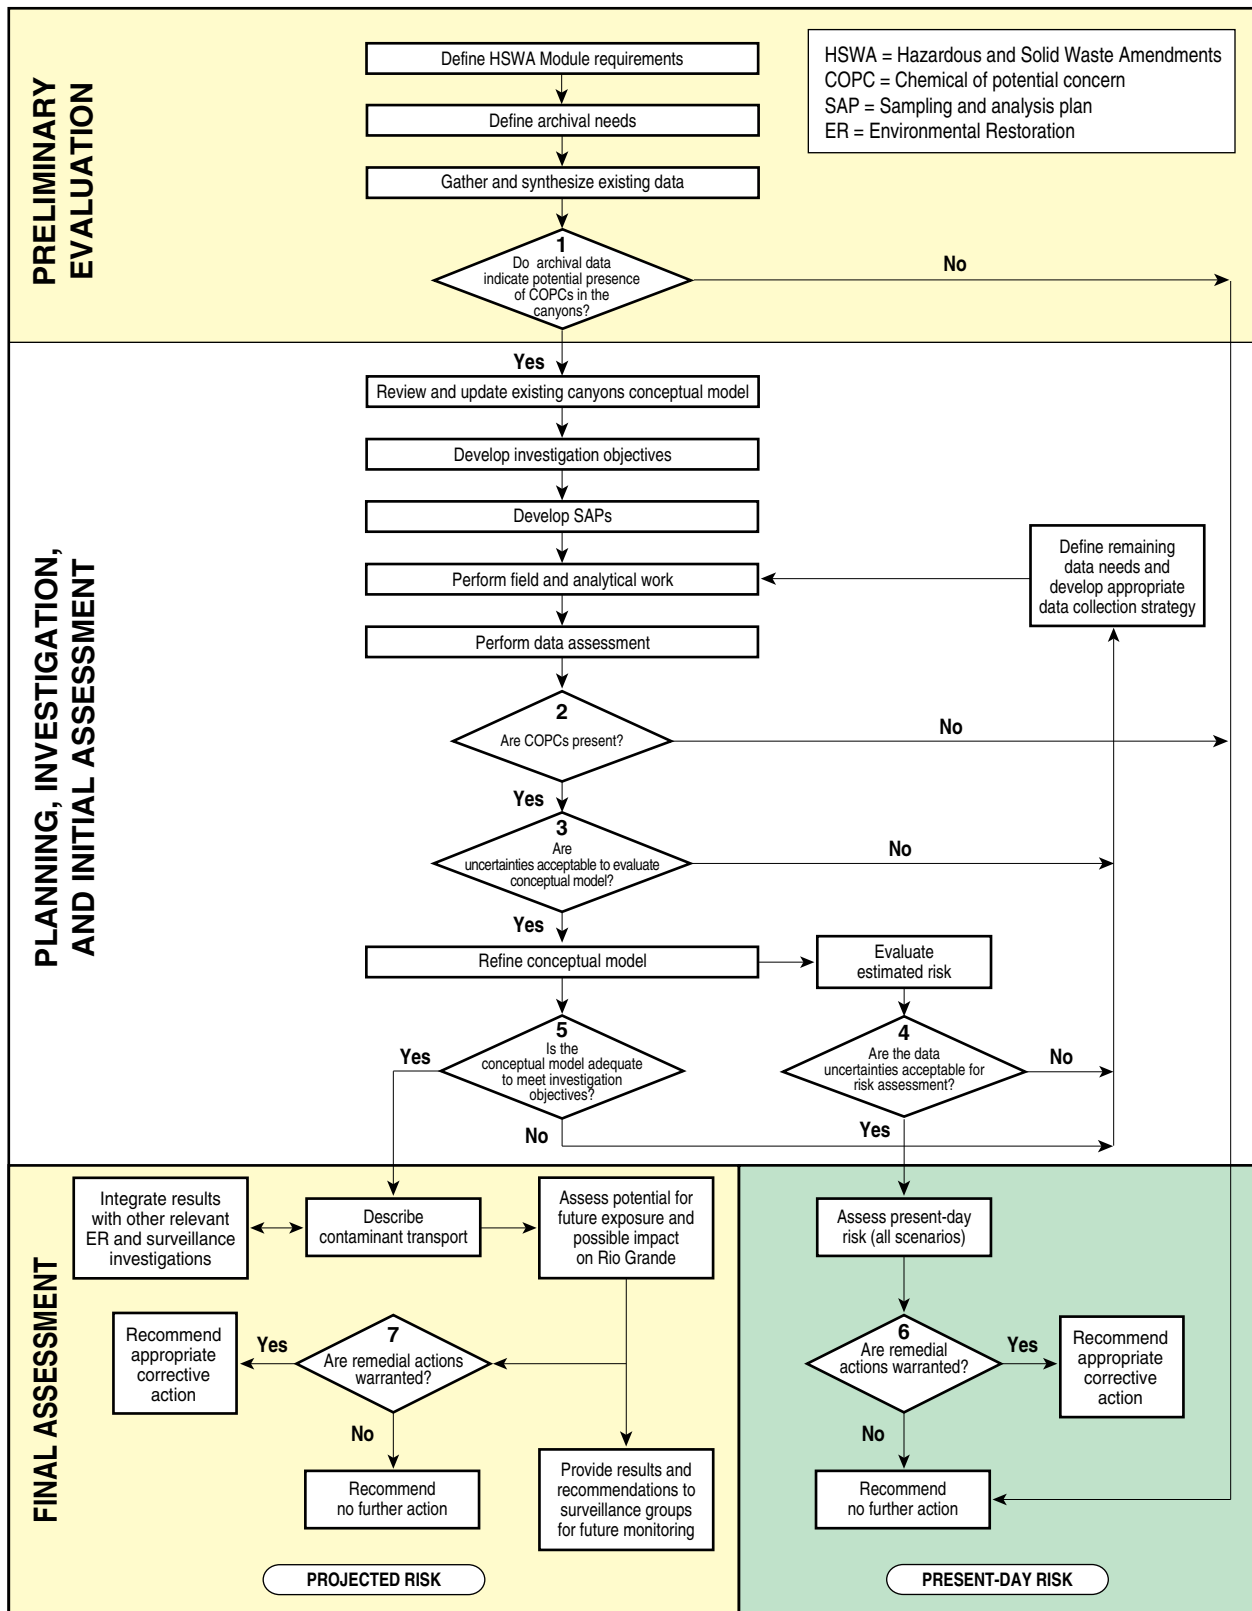 PRELIMINARY
EVALUATION
Define HSWA Module requirements
HSWA = Hazardous and Solid Waste Amendments
COPC = Chemical of potential concern
SAP = Sampling and analysis plan
ER = Environmental Restoration
Define archival needs
Gather and synthesize existing data
1
Do archival data
indicate potential presence
of COPCs in the
canyons?
No
Yes
PLANNING, INVESTIGATION,
AND INITIAL ASSESSMENT
Review and update existing canyons conceptual model
Develop investigation objectives
Develop SAPs
Perform field and analytical work
Define remaining
data needs and
develop appropriate
data collection strategy
Perform data assessment
2
Are COPCs present?
No
Yes
3
Are
uncertainties acceptable to evaluate
conceptual model?
No
Yes
Refine conceptual model
Evaluate
estimated risk
5
Is the
conceptual model adequate
to meet investigation
objectives?
Yes
No
4
Are the data
uncertainties acceptable for
risk assessment?
No
Yes
FINAL ASSESSMENT
Integrate results
with other relevant
ER and surveillance
investigations
Describe
contaminant transport
Assess potential for
future exposure and
possible impact
on Rio Grande
Assess present-day
risk (all scenarios)
Recommend
appropriate
corrective
action
Yes
7
Are remedial actions
warranted?
No
6
Are remedial
actions warranted?
Yes
No
Recommend
appropriate
corrective
action
Recommend
no further action
Provide results and
recommendations to
surveillance groups
for future monitoring
Recommend
no further action
PROJECTED RISK
PRESENT-DAY RISK